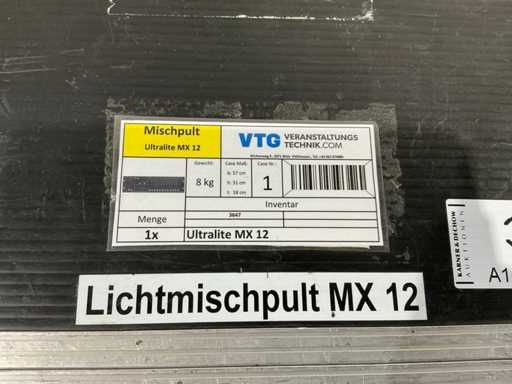 Mischpult
Ultralite MX 12
VTG VERANSTALTUNGS
TECHNIK.COM
Gewicht:
8 kg
Case Maß:
b: 57 cm
h: 31 cm
t: 18 cm
Case Nr.:
1
Inventar
Menge
3647
1x
Ultralite MX 12
Lichtmischpult MX 12
KARNER & DECHOW
AUKTIONEN
A1